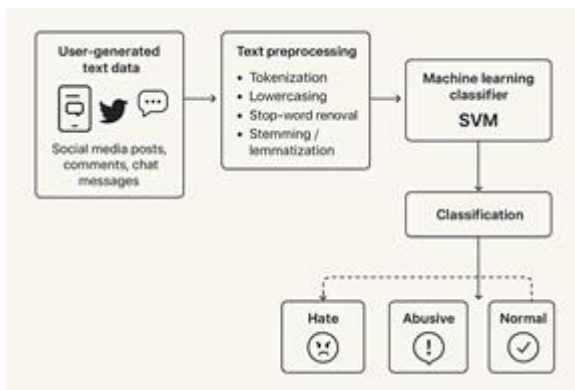 User-generated
text data
Social media posts,
comments, chat
messages
Text preprocessing
• Tokenization
• Lowercasing
• Stop-word renoval
• Stemming /
lemmatization
Machine learning
classifier
SVM
Classification
Hate
Abusive
Normal